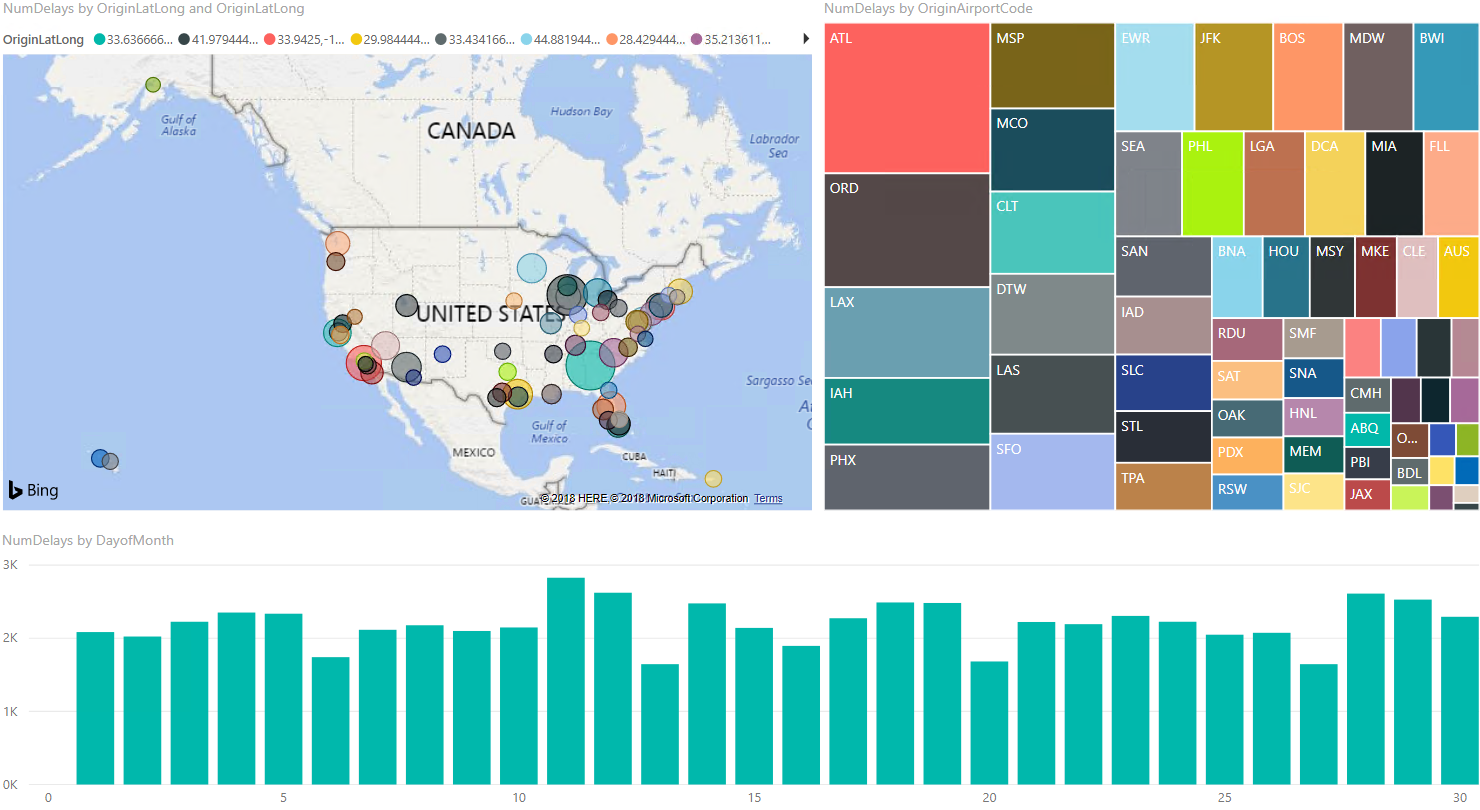 NumDelays by OriginLatLong and OriginLatLong
OriginLatLong 33.636666... 41.979444... 33.9425,-1... 29.984444... 33.434166... 44.881944... 28.429444... 35.213611...
Gulf of
Alaska
CANADA
Hudson Bay
Labrador
Sea
UNITED STATES
Sargasso Se
At
O
Gulf of
Mexico
MEXICO
CUBA
HAITI
Bing
© 2018 HERE © 2018 Microsoft Corporation Terms
NumDelays by OriginAirportCode
ATL
ORD
LAX
IAH
PHX
MSP
MCO
CLT
DTW
LAS
SFO
EWR JFK BOS MDW BWI
SEA PHL LGA DCA MIA FLL
SAN
IAD
SLC
STL
TPA
BNA HOU MSY MKE CLE AUS
RDU
SAT
OAK
PDX
RSW
SMF
SNA
HNL
MEM
SJC
CMH
ABQ
PBI
JAX
O...
BDL
NumDelays by DayofMonth
3K
2K
1K
0K
0 5 10 15 20 25 30